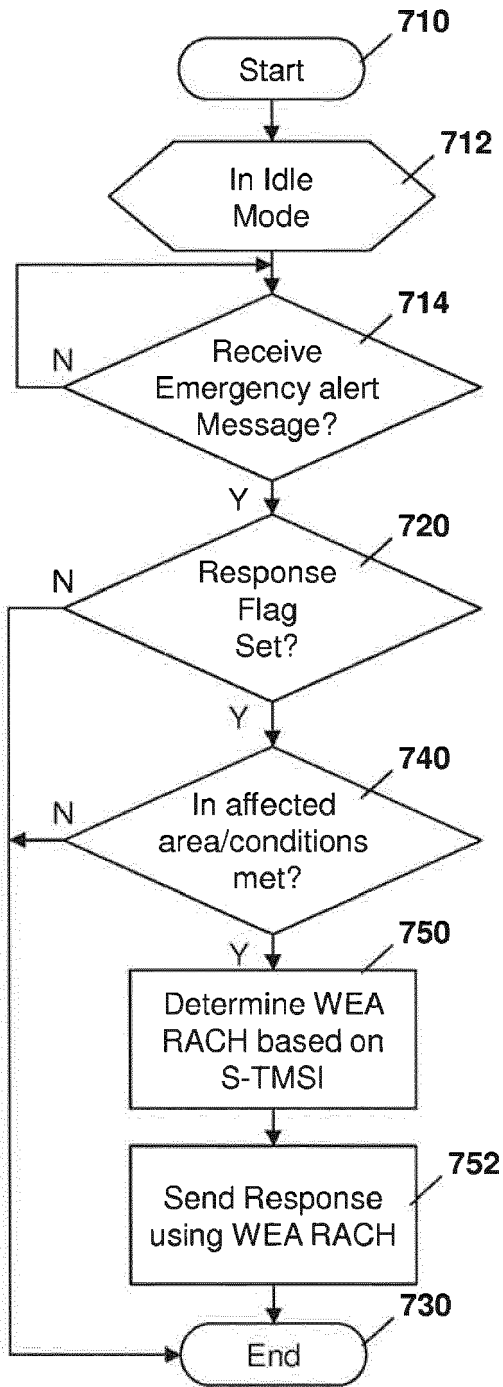 710
Start
712
In Idle
Mode
714
N
Receive
Emergency alert
Message?
Y
720
N
Response
Flag
Set?
Y
740
N
In affected
area/conditions
met?
Y
750
Determine WEA
RACH based on
S-TMSI
752
Send Response
using WEA RACH
730
End